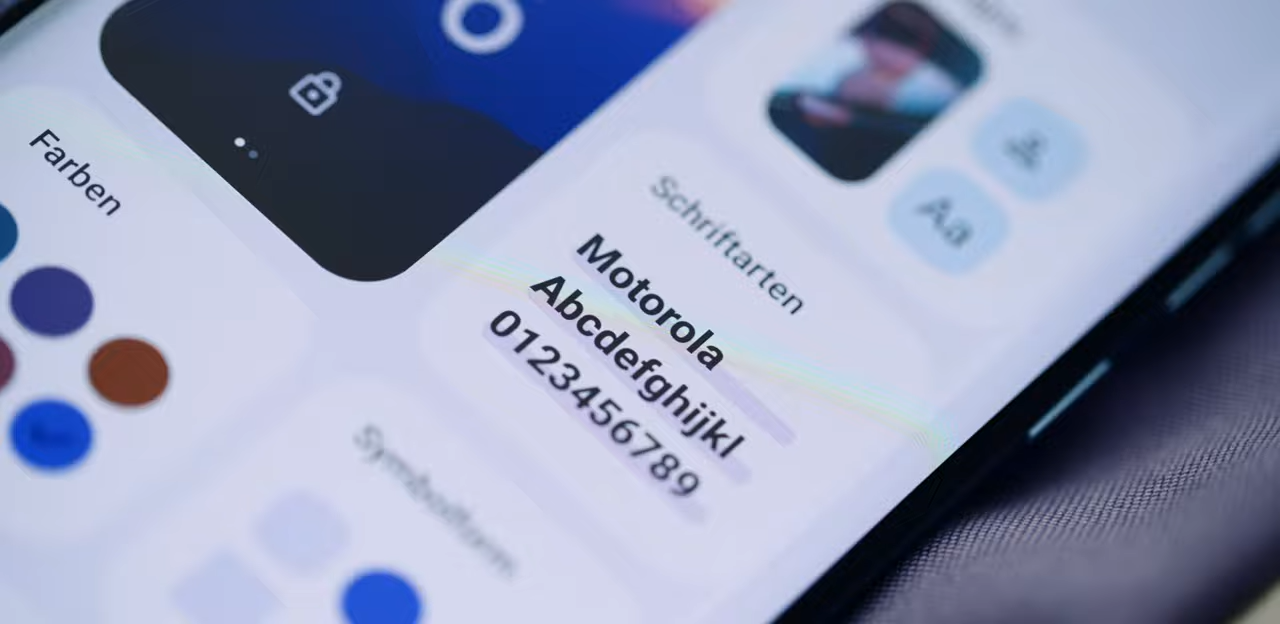 Farben
Schriftarten
Motorola
Abcdefghijkl
0123456789
Aa
Symbolform